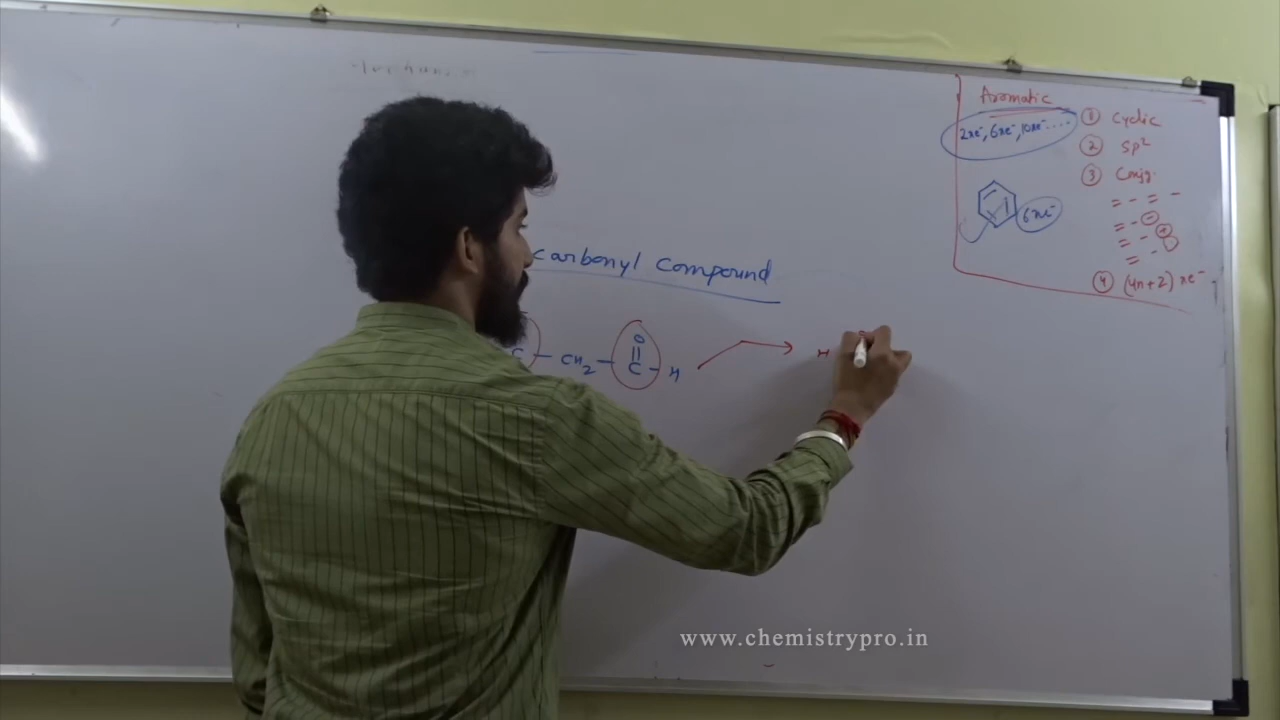 Aromatic
2πe⁻, 6πe⁻, 10πe⁻ ....
① Cyclic
② sp²
③ Conj.
= - = -
= - ⊖
= - ⊕
= -
6πe⁻
④ (4n+2) πe⁻
carbonyl compound
O
||
C — CH₂ — C - H
H
www.chemistrypro.in